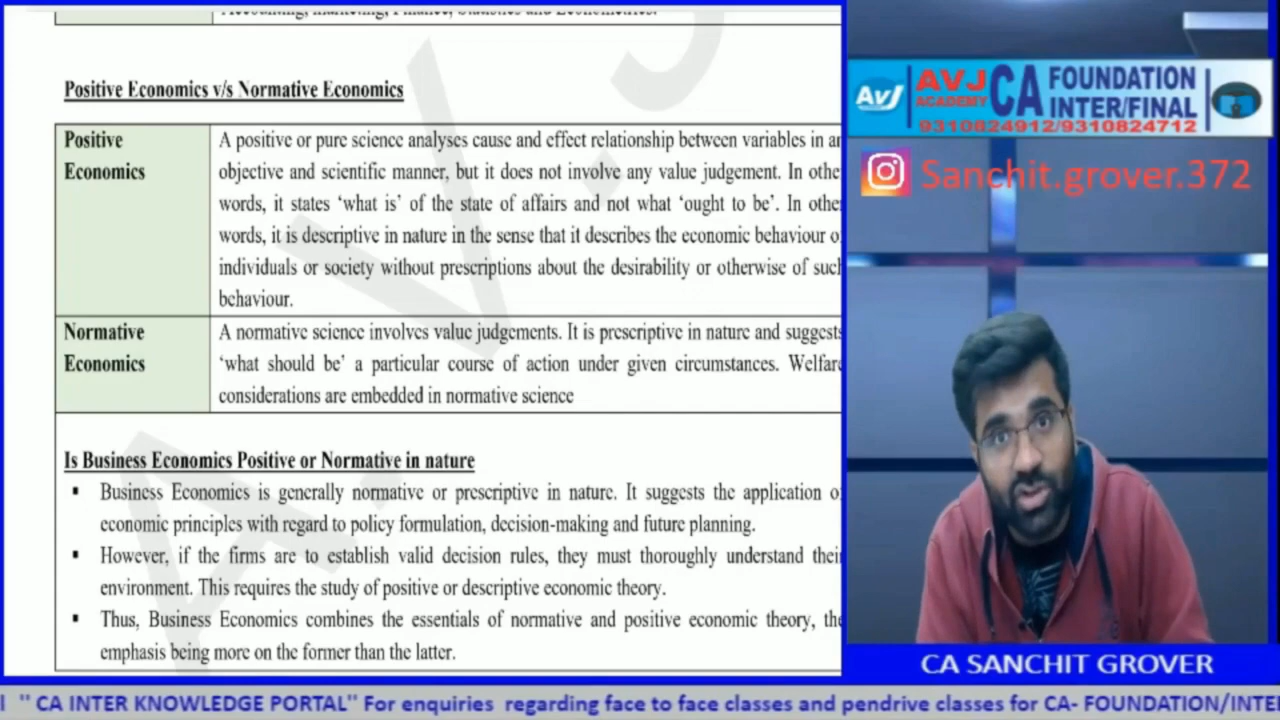 Accounting, Marketing, Finance, Statistics and Econometrics.
Positive Economics v/s Normative Economics
Positive
Economics
A positive or pure science analyses cause and effect relationship between variables in an
objective and scientific manner, but it does not involve any value judgement. In othe
words, it states ‘what is’ of the state of affairs and not what ‘ought to be’. In othe
words, it is descriptive in nature in the sense that it describes the economic behaviour o
individuals or society without prescriptions about the desirability or otherwise of such
behaviour.
Normative
Economics
A normative science involves value judgements. It is prescriptive in nature and suggests
‘what should be’ a particular course of action under given circumstances. Welfare
considerations are embedded in normative science
Is Business Economics Positive or Normative in nature
▪ Business Economics is generally normative or prescriptive in nature. It suggests the application o
economic principles with regard to policy formulation, decision-making and future planning.
▪ However, if the firms are to establish valid decision rules, they must thoroughly understand their
environment. This requires the study of positive or descriptive economic theory.
▪ Thus, Business Economics combines the essentials of normative and positive economic theory, the
emphasis being more on the former than the latter.
A.V.J
AVJ
AVJ
ACADEMY
CA
FOUNDATION
INTER/FINAL
9310824912/9310824712
Sanchit.grover.372
CA SANCHIT GROVER
l " CA INTER KNOWLEDGE PORTAL" For enquiries regarding face to face classes and pendrive classes for CA- FOUNDATION/INTE